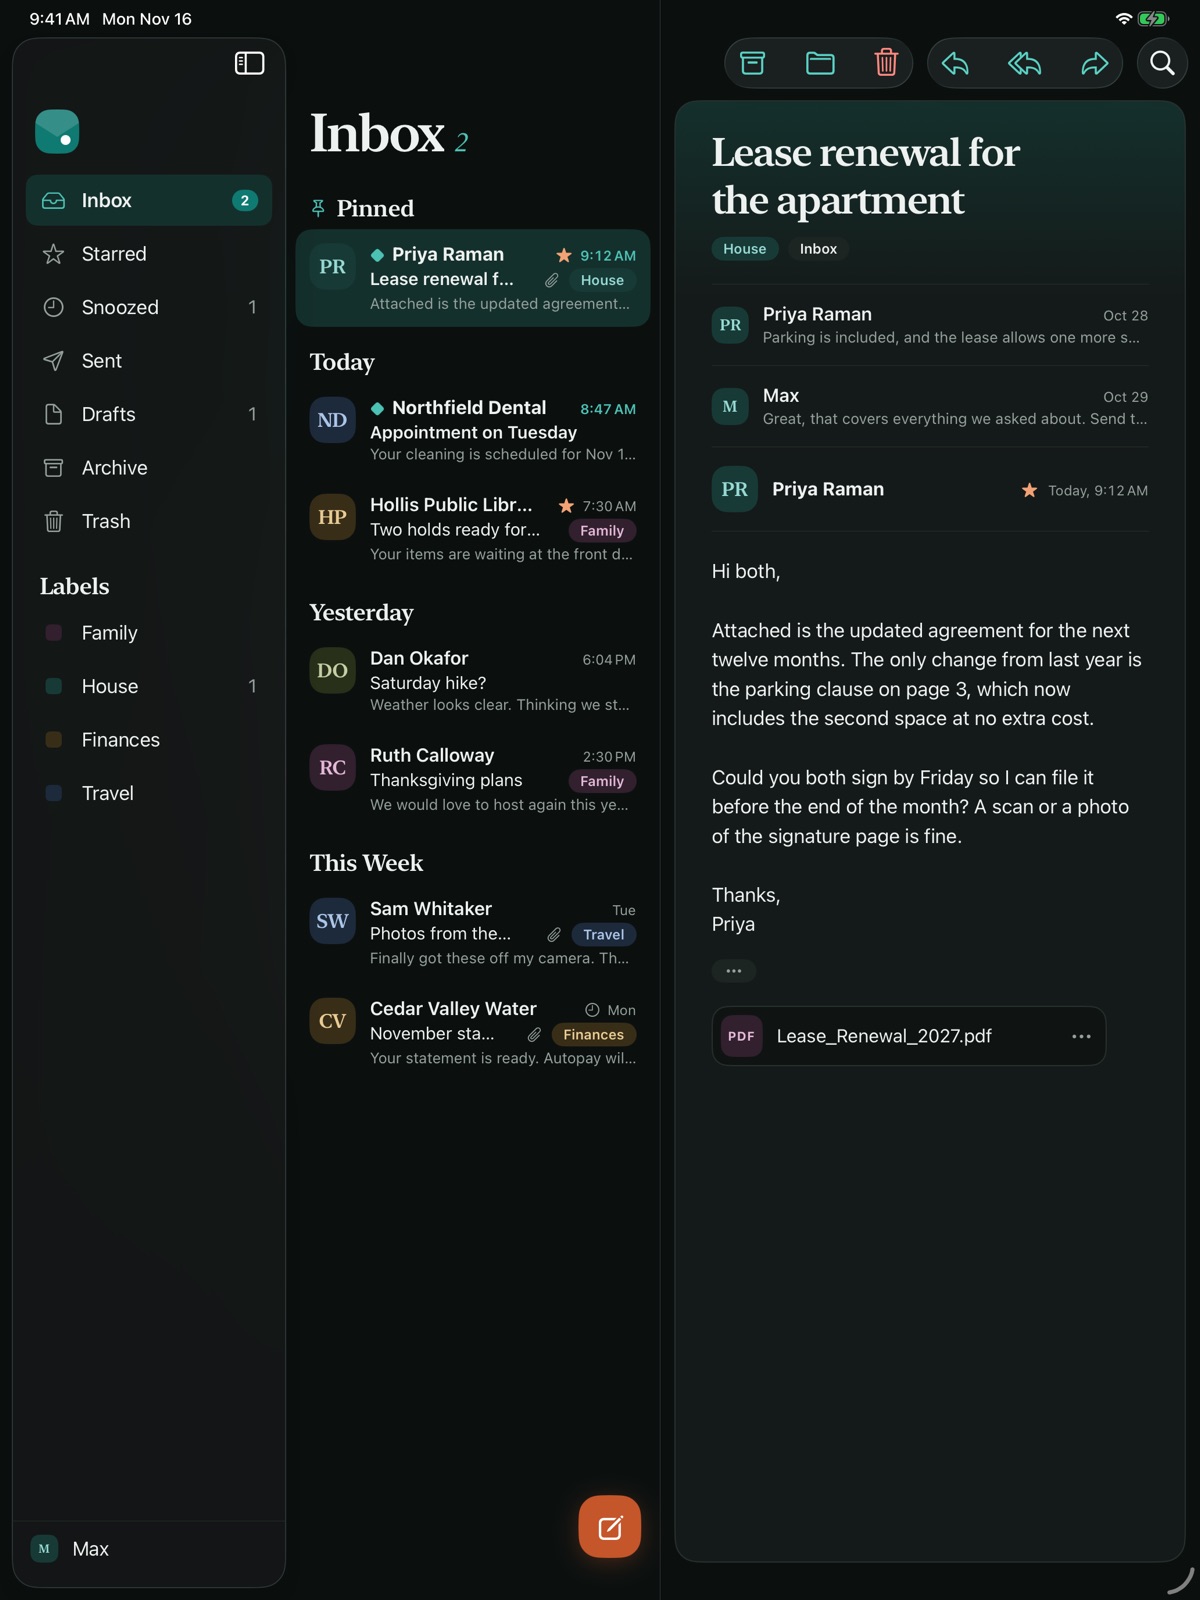 9:41 AM Mon Nov 16
Inbox 2
Starred
Snoozed 1
Sent
Drafts 1
Archive
Trash
Labels
Family
House 1
Finances
Travel
M Max
Inbox 2
Pinned
PR Priya Raman 9:12 AM
Lease renewal f... House
Attached is the updated agreement...
Today
ND Northfield Dental 8:47 AM
Appointment on Tuesday
Your cleaning is scheduled for Nov 1...
HP Hollis Public Libr... 7:30 AM
Two holds ready for... Family
Your items are waiting at the front d...
Yesterday
DO Dan Okafor 6:04 PM
Saturday hike?
Weather looks clear. Thinking we st...
RC Ruth Calloway 2:30 PM
Thanksgiving plans Family
We would love to host again this ye...
This Week
SW Sam Whitaker Tue
Photos from the... Travel
Finally got these off my camera. Th...
CV Cedar Valley Water Mon
November sta... Finances
Your statement is ready. Autopay wil...
Lease renewal for
the apartment
House Inbox
PR Priya Raman Oct 28
Parking is included, and the lease allows one more s...
M Max Oct 29
Great, that covers everything we asked about. Send t...
PR Priya Raman Today, 9:12 AM
Hi both,
Attached is the updated agreement for the next
twelve months. The only change from last year is
the parking clause on page 3, which now
includes the second space at no extra cost.
Could you both sign by Friday so I can file it
before the end of the month? A scan or a photo
of the signature page is fine.
Thanks,
Priya
PDF Lease_Renewal_2027.pdf